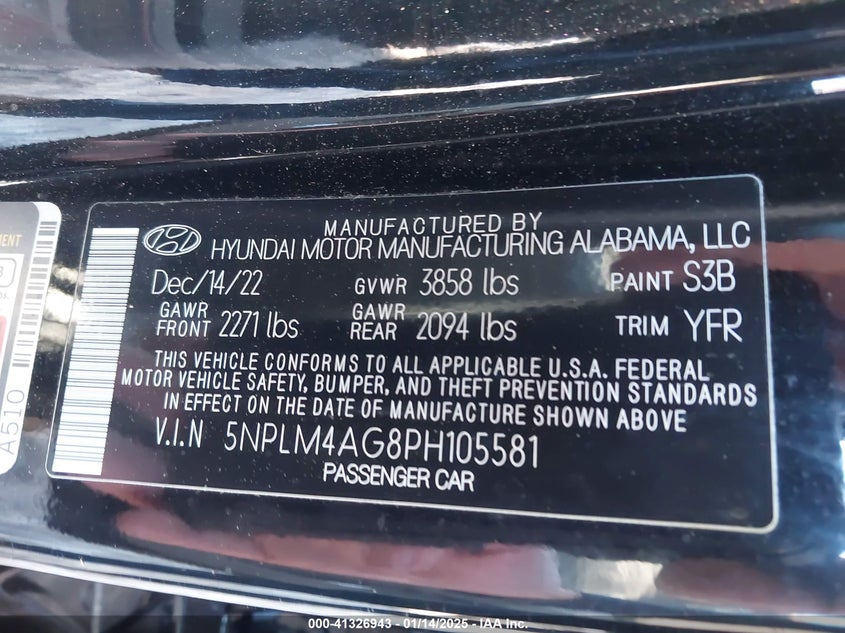 MANUFACTURED BY
HYUNDAI MOTOR MANUFACTURING ALABAMA, LLC
Dec/14/22 GVWR 3858 lbs PAINT S3B
GAWR FRONT 2271 lbs GAWR REAR 2094 lbs TRIM YFR
THIS VEHICLE CONFORMS TO ALL APPLICABLE U.S.A. FEDERAL
MOTOR VEHICLE SAFETY, BUMPER, AND THEFT PREVENTION STANDARDS
IN EFFECT ON THE DATE OF MANUFACTURE SHOWN ABOVE
V.I.N 5NPLM4AG8PH105581
PASSENGER CAR
A510
000-41326943 - 01/14/2025 - IAA Inc.